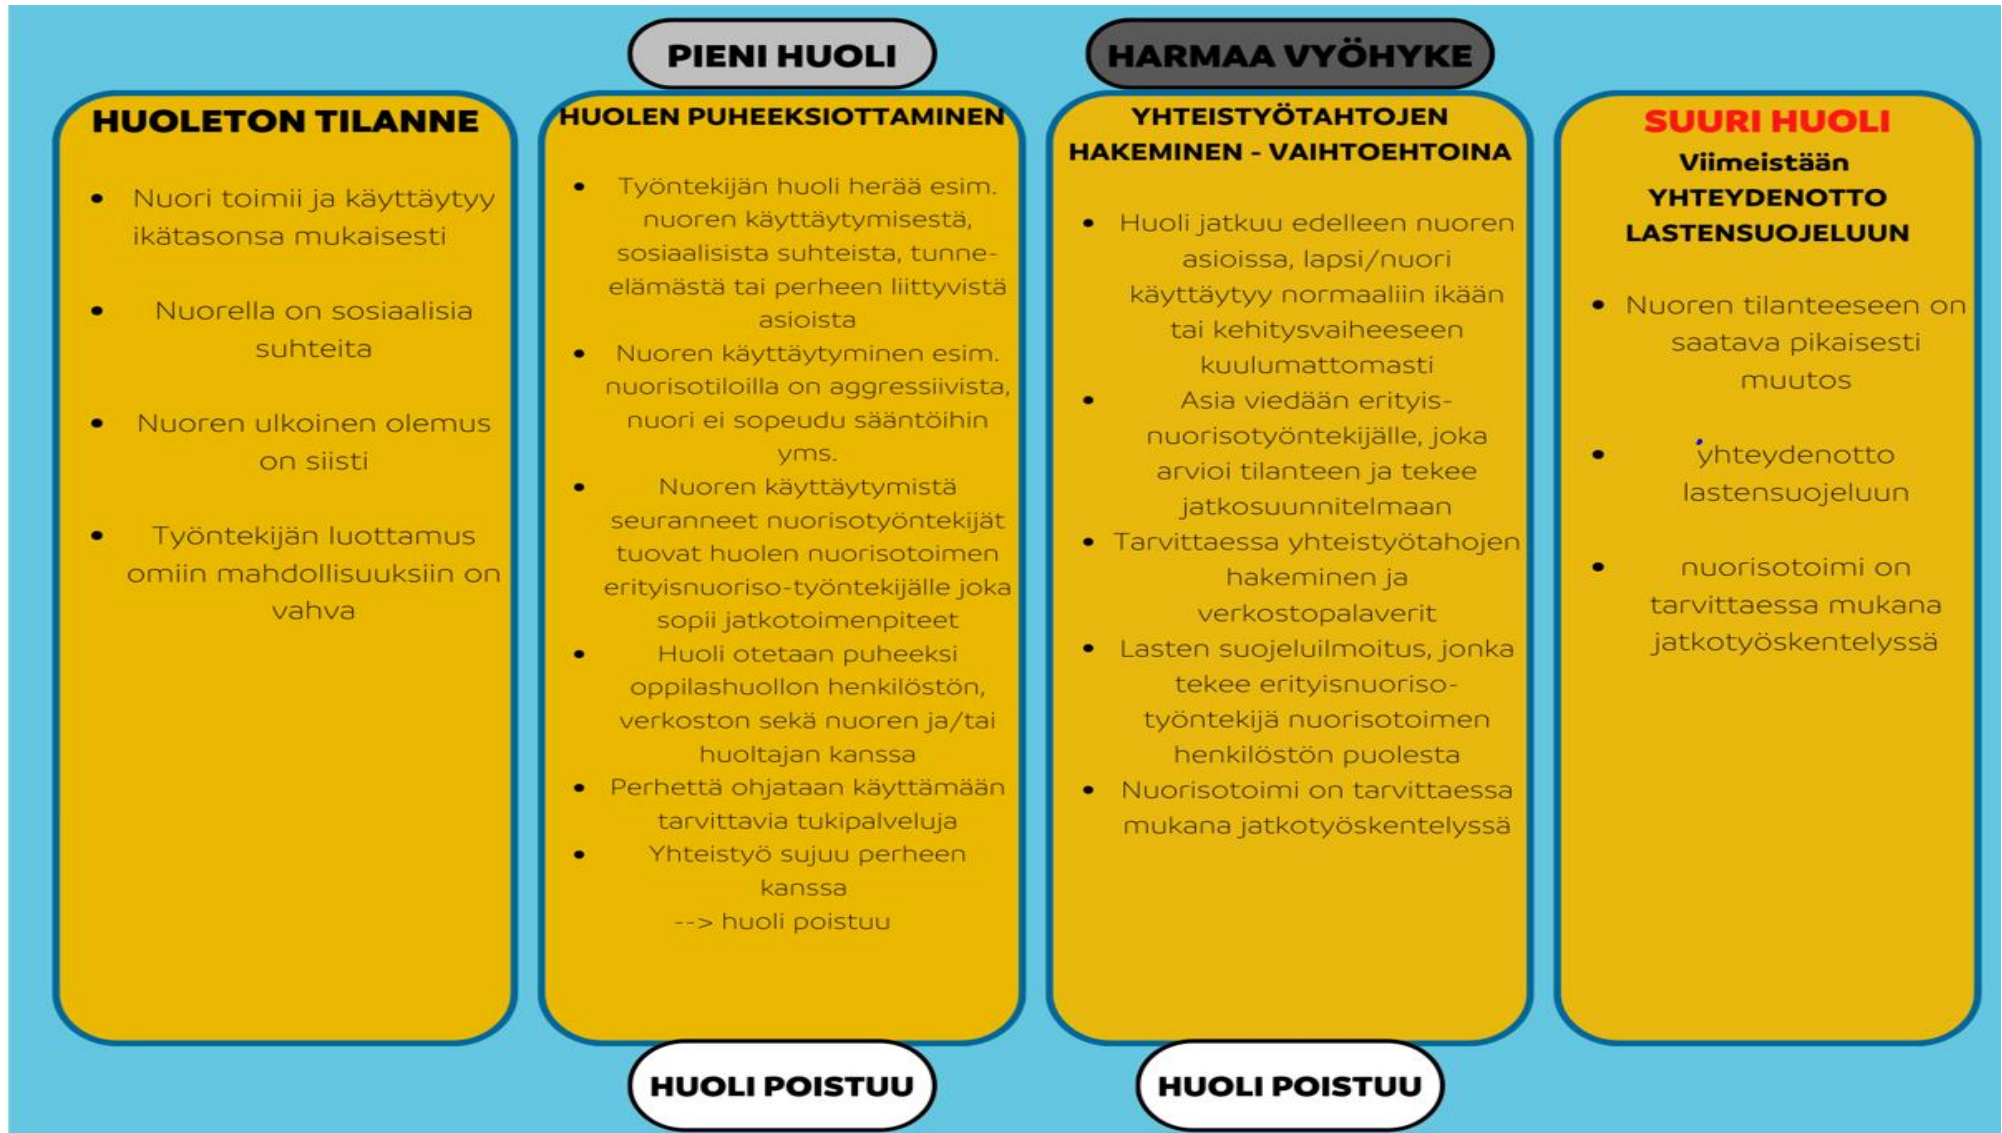 HUOLETON TILANNE
• Nuori toimii ja käyttäytyy
ikätasonsa mukaisesti
• Nuorella on sosiaalisia
suhteita
• Nuoren ulkoinen olemus
on siisti
• Työntekijän luottamus
omiin mahdollisuuksiin on
vahva
PIENI HUOLI
HUOLEN PUHEEKSIOTTAMINEN
• Työntekijän huoli herää esim.
nuoren käyttäytymisestä,
sosiaalisista suhteista, tunne-
elämästä tai perheen liittyvistä
asioista
• Nuoren käyttäytyminen esim.
nuorisotiloilla on aggressiivista,
nuori ei sopeudu sääntöihin
yms.
• Nuoren käyttäytymistä
seuranneet nuorisotyöntekijät
tuovat huolen nuorisotoimen
erityisnuoriso-työntekijälle joka
sopii jatkotoimenpiteet
• Huoli otetaan puheeksi
oppilashuollon henkilöstön,
verkoston sekä nuoren ja/tai
huoltajan kanssa
• Perhettä ohjataan käyttämään
tarvittavia tukipalveluja
• Yhteistyö sujuu perheen
kanssa
--> huoli poistuu
HUOLI POISTUU
HARMAA VYÖHYKE
YHTEISTYÖTAHTOJEN
HAKEMINEN - VAIHTOEHTOINA
• Huoli jatkuu edelleen nuoren
asioissa, lapsi/nuori
käyttäytyy normaaliin ikään
tai kehitysvaiheeseen
kuulumattomasti
• Asia viedään erityis-
nuorisotyöntekijälle, joka
arvioi tilanteen ja tekee
jatkosuunnitelmaan
• Tarvittaessa yhteistyötahojen
hakeminen ja
verkostopalaverit
• Lasten suojeluilmoitus, jonka
tekee erityisnuoriso-
työntekijä nuorisotoimen
henkilöstön puolesta
• Nuorisotoimi on tarvittaessa
mukana jatkotyöskentelyssä
HUOLI POISTUU
SUURI HUOLI
Viimeistään
YHTEYDENOTTO
LASTENSUOJELUUN
• Nuoren tilanteeseen on
saatava pikaisesti
muutos
• yhteydenotto
lastensuojeluun
• nuorisotoimi on
tarvittaessa mukana
jatkotyöskentelyssä